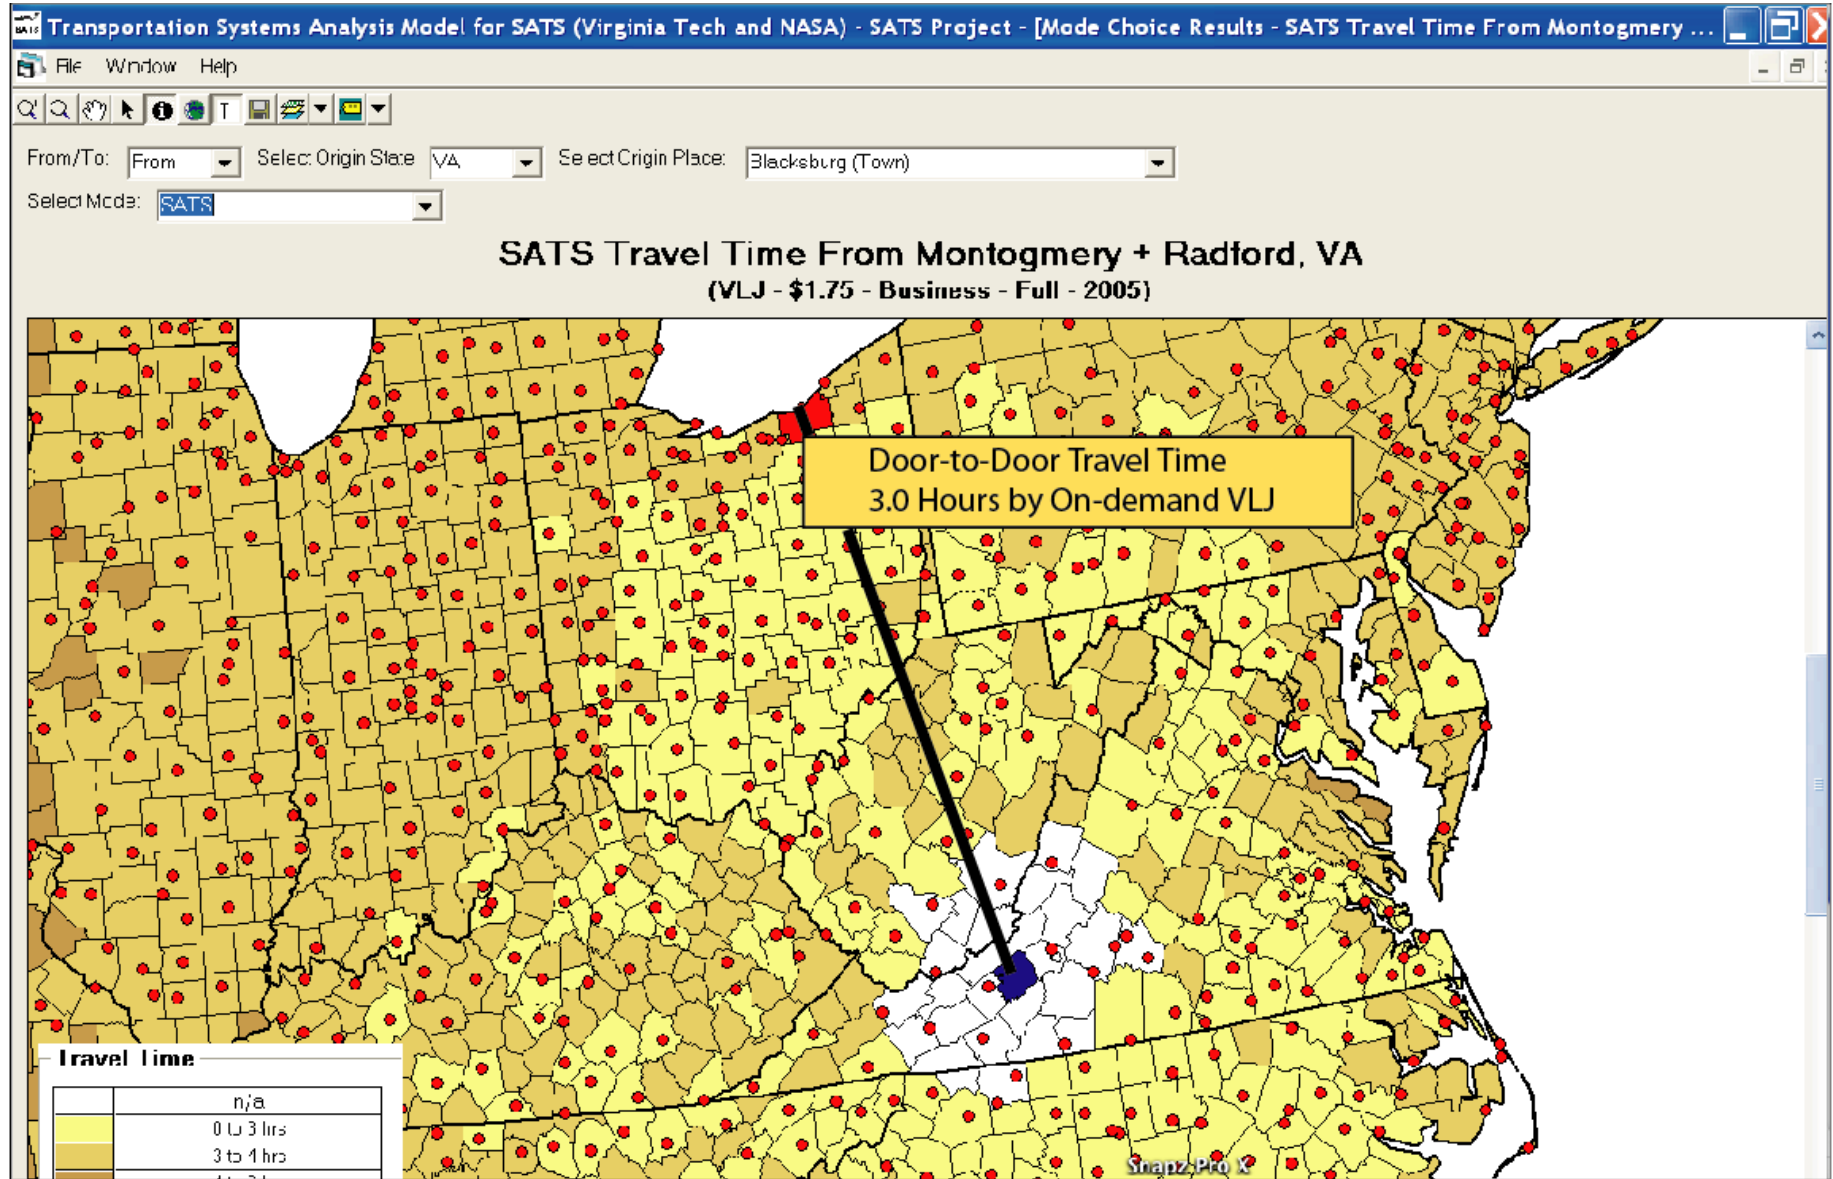 Transportation Systems Analysis Model for SATS (Virginia Tech and NASA) - SATS Project - [Mode Choice Results - SATS Travel Time From Montogmery ...
File Window Help
From/To: From Select Origin State VA Select Origin Place: Blacksburg (Town)
Select Mode: SATS
SATS Travel Time From Montogmery + Radford, VA
(VLJ - $1.75 - Business - Full - 2005)
Door-to-Door Travel Time
3.0 Hours by On-demand VLJ
Travel Time
n/a
0 to 3 hrs
3 to 4 hrs
Snapz Pro X